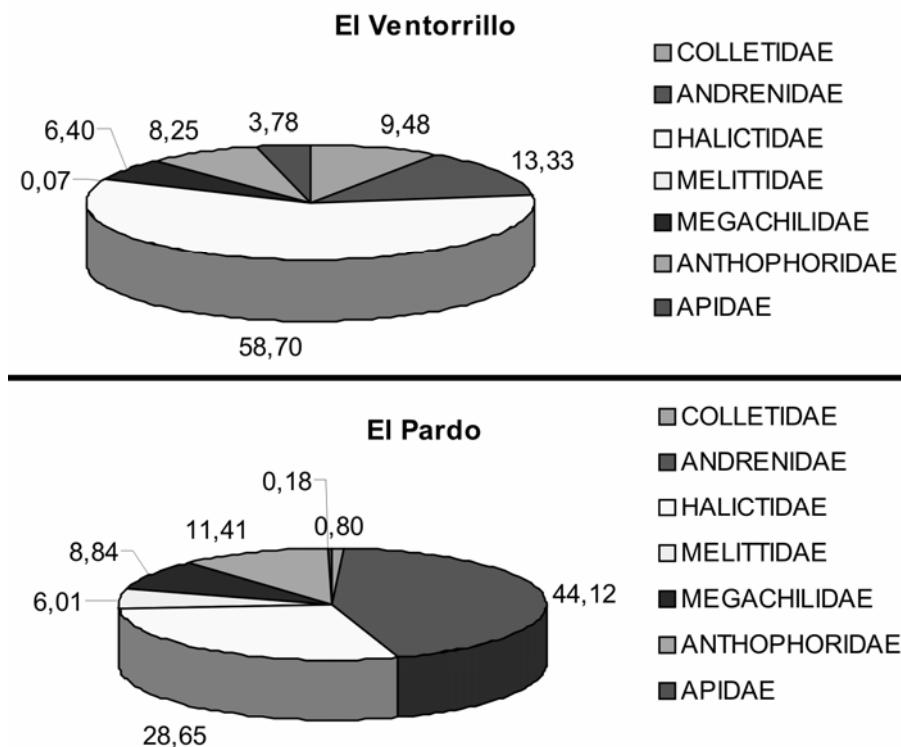 El Ventorrillo
3,78
9,48
8,25
6,40
13,33
0,07
58,70
COLLETIDAE
ANDRENIDAE
HALICTIDAE
MELITTIDAE
MEGACHILIDAE
ANTHOPHORIDAE
APIDAE
El Pardo
0,18
0,80
11,41
8,84
44,12
6,01
28,65
COLLETIDAE
ANDRENIDAE
HALICTIDAE
MELITTIDAE
MEGACHILIDAE
ANTHOPHORIDAE
APIDAE